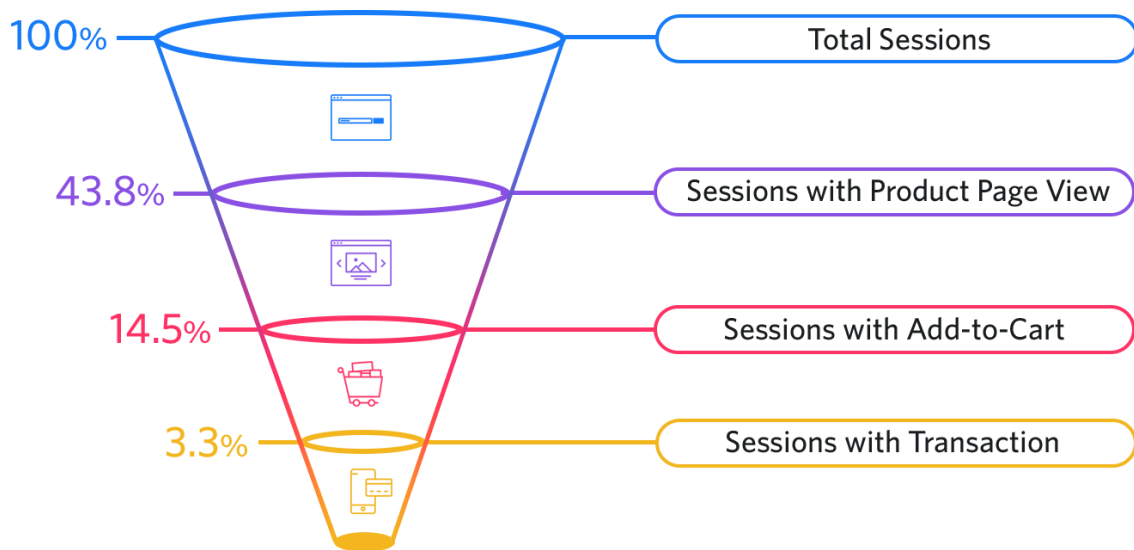 100% Total Sessions
43.8% Sessions with Product Page View
14.5% Sessions with Add-to-Cart
3.3% Sessions with Transaction